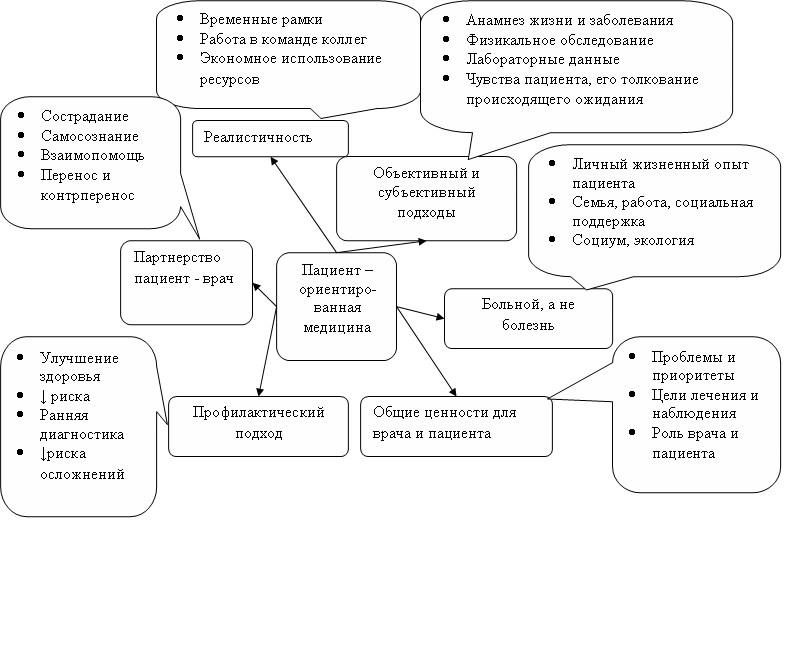 • Временные рамки
• Работа в команде коллег
• Экономное использование
ресурсов
• Анамнез жизни и заболевания
• Физикальное обследование
• Лабораторные данные
• Чувства пациента, его толкование
происходящего ожидания
• Сострадание
• Самосознание
• Взаимопомощь
• Перенос и
контрперенос
Реалистичность
Объективный и
субъективный
подходы
• Личный жизненный опыт
пациента
• Семья, работа, социальная
поддержка
• Социум, экология
Партнерство
пациент - врач
Пациент –
ориентиро-
ванная
медицина
Больной, а не
болезнь
• Улучшение
здоровья
• ↓ риска
• Ранняя
диагностика
• ↓риска
осложнений
Профилактический
подход
Общие ценности для
врача и пациента
• Проблемы и
приоритеты
• Цели лечения и
наблюдения
• Роль врача и
пациента